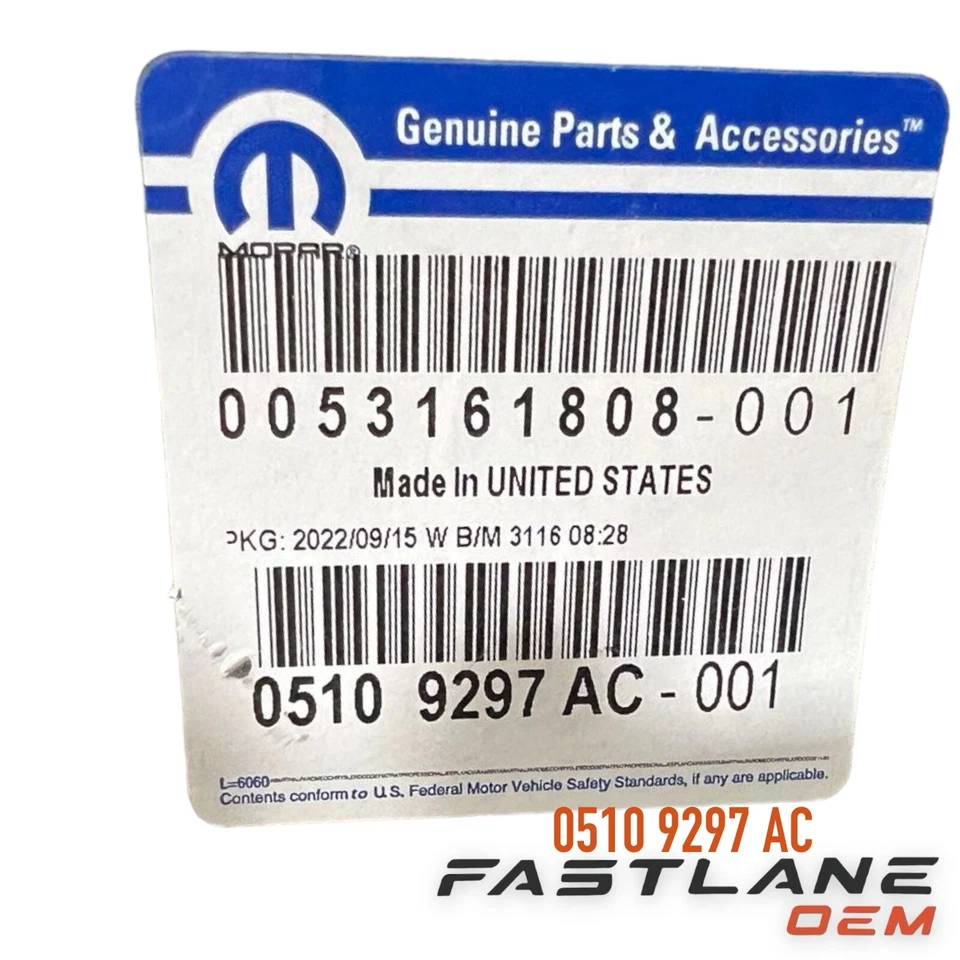 Genuine Parts & Accessories™
MOPAR®
0053161808-001
Made In UNITED STATES
PKG: 2022/09/15 W B/M 3116 08:28
0510 9297 AC-001
L=6060
Contents conform to U.S. Federal Motor Vehicle Safety Standards, if any are applicable.
0510 9297 AC
FASTLANE
OEM